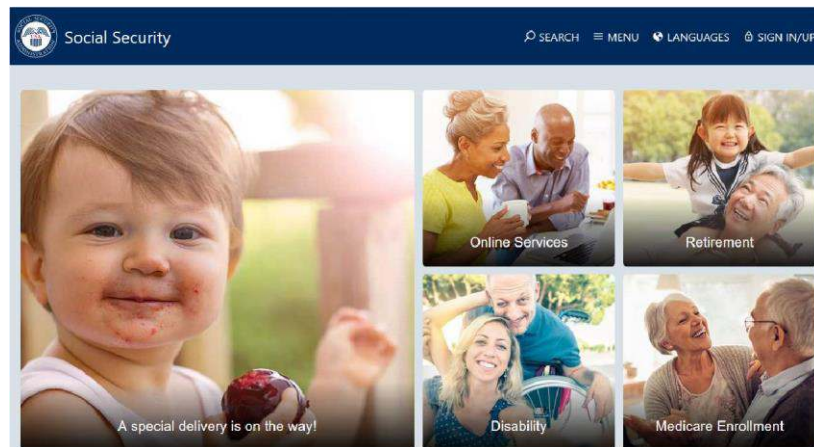 Social Security
SEARCH MENU LANGUAGES SIGN IN/UP
Online Services
Retirement
A special delivery is on the way!
Disability
Medicare Enrollment